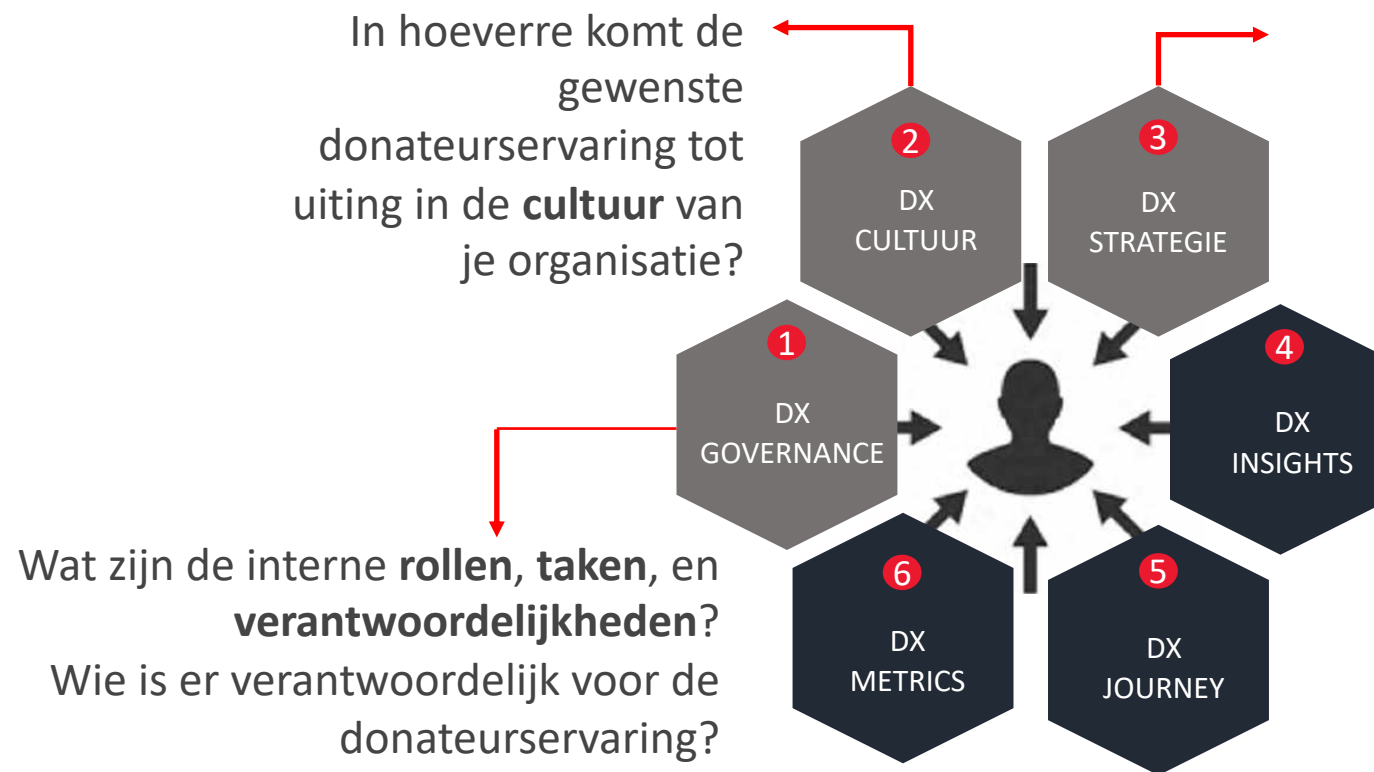 In hoeverre komt de
gewenste
donateurservaring tot
uiting in de cultuur van
je organisatie?
2
DX
CULTUUR
3
DX
STRATEGIE
1
DX
GOVERNANCE
4
DX
INSIGHTS
Wat zijn de interne rollen, taken, en
verantwoordelijkheden?
Wie is er verantwoordelijk voor de
donateurservaring?
6
DX
METRICS
5
DX
JOURNEY